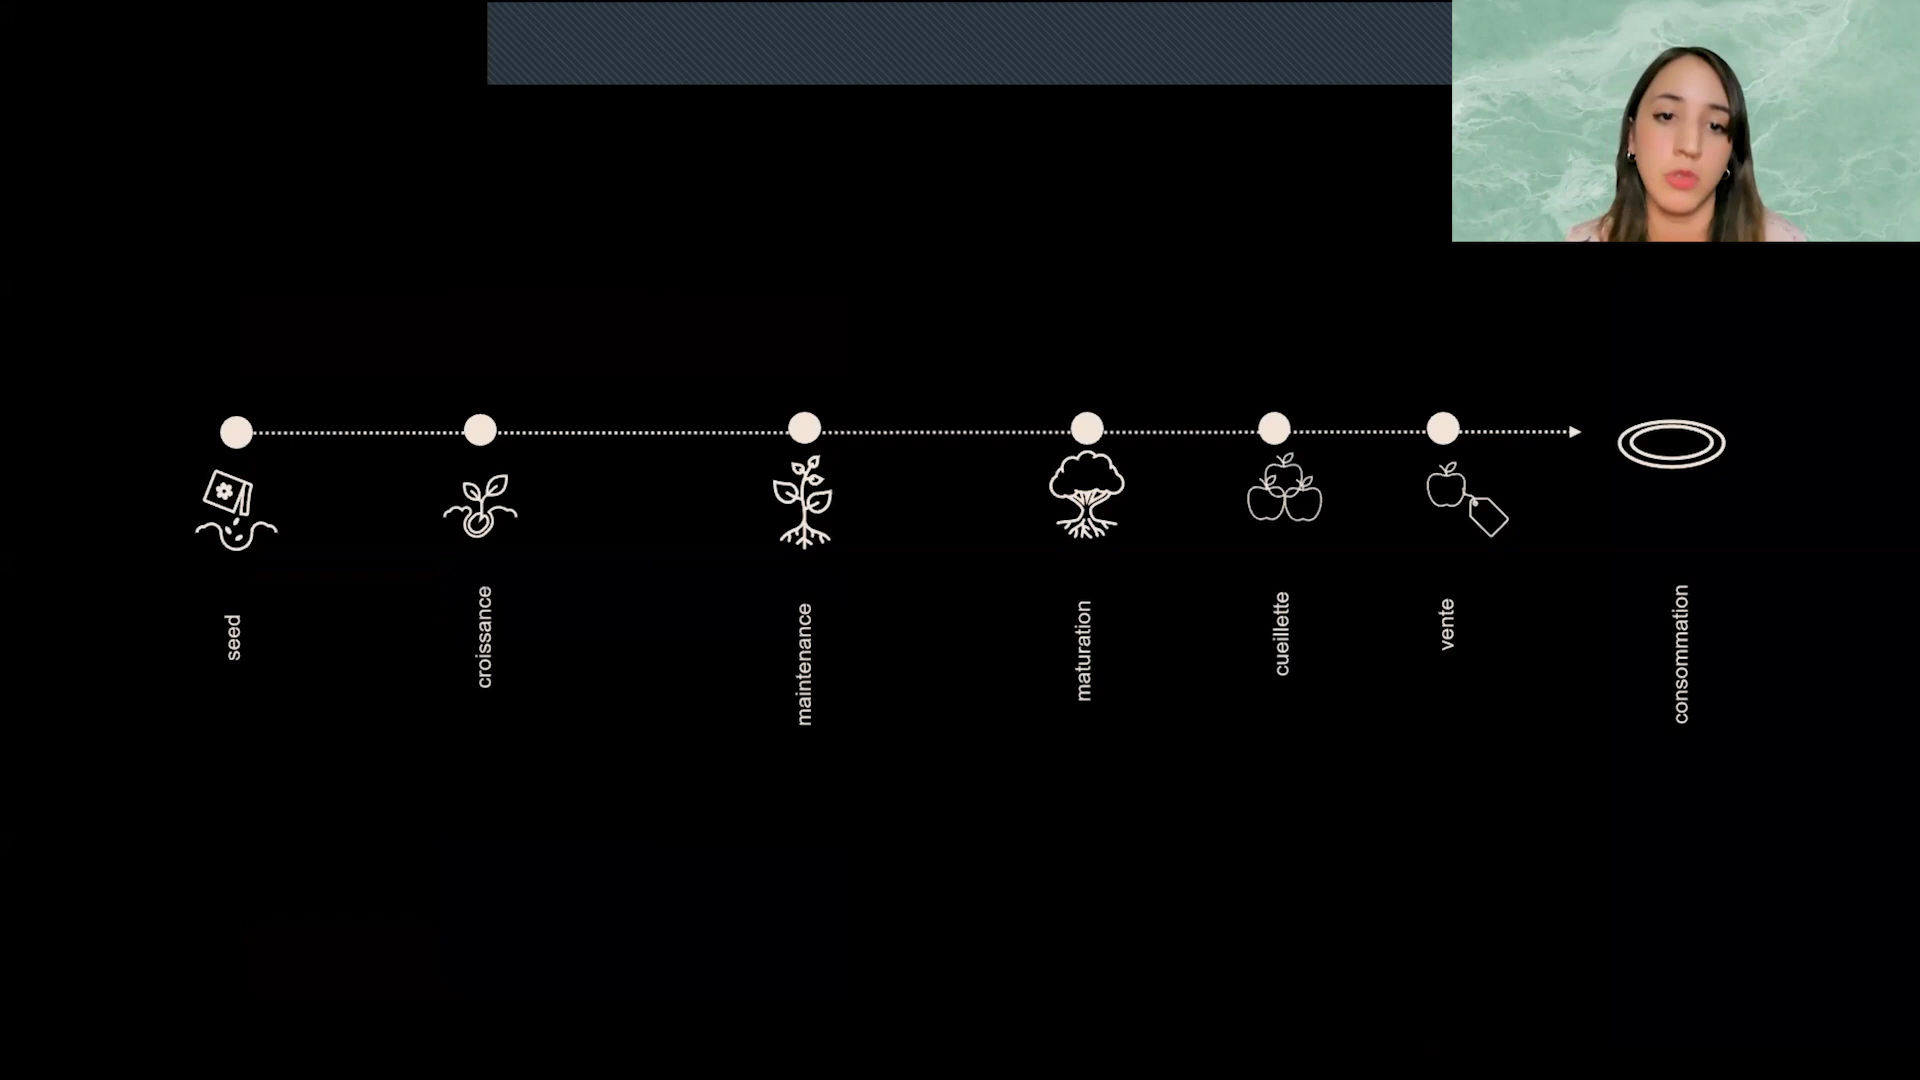 seed
croissance
maintenance
maturation
cueillette
vente
consommation